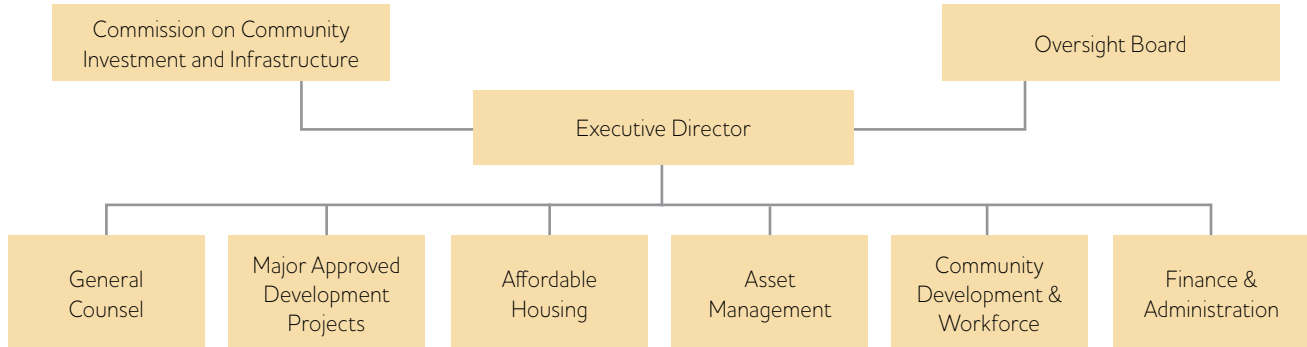 Commission on Community
Investment and Infrastructure
Oversight Board
Executive Director
General
Counsel
Major Approved
Development
Projects
Affordable
Housing
Asset
Management
Community
Development &
Workforce
Finance &
Administration